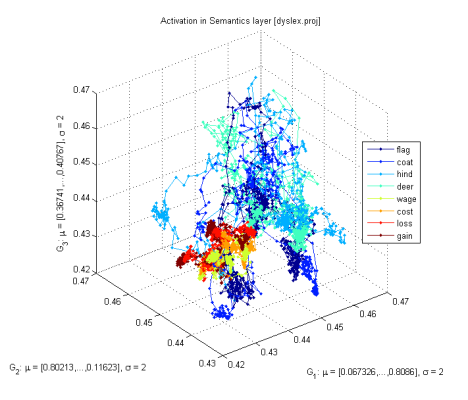 Activation in Semantics layer [dyslex.proj]
0.47
0.46
0.45
0.44
0.43
0.42
0.47
0.46
0.45
0.44
0.43
0.42
0.43
0.44
0.45
0.46
0.47
G3: μ = [0.36741,...,0.40767], σ = 2
G2: μ = [0.80213,...,0.11623], σ = 2
G1: μ = [0.067326,...,0.8086], σ = 2
flag
coat
hind
deer
wage
cost
loss
gain